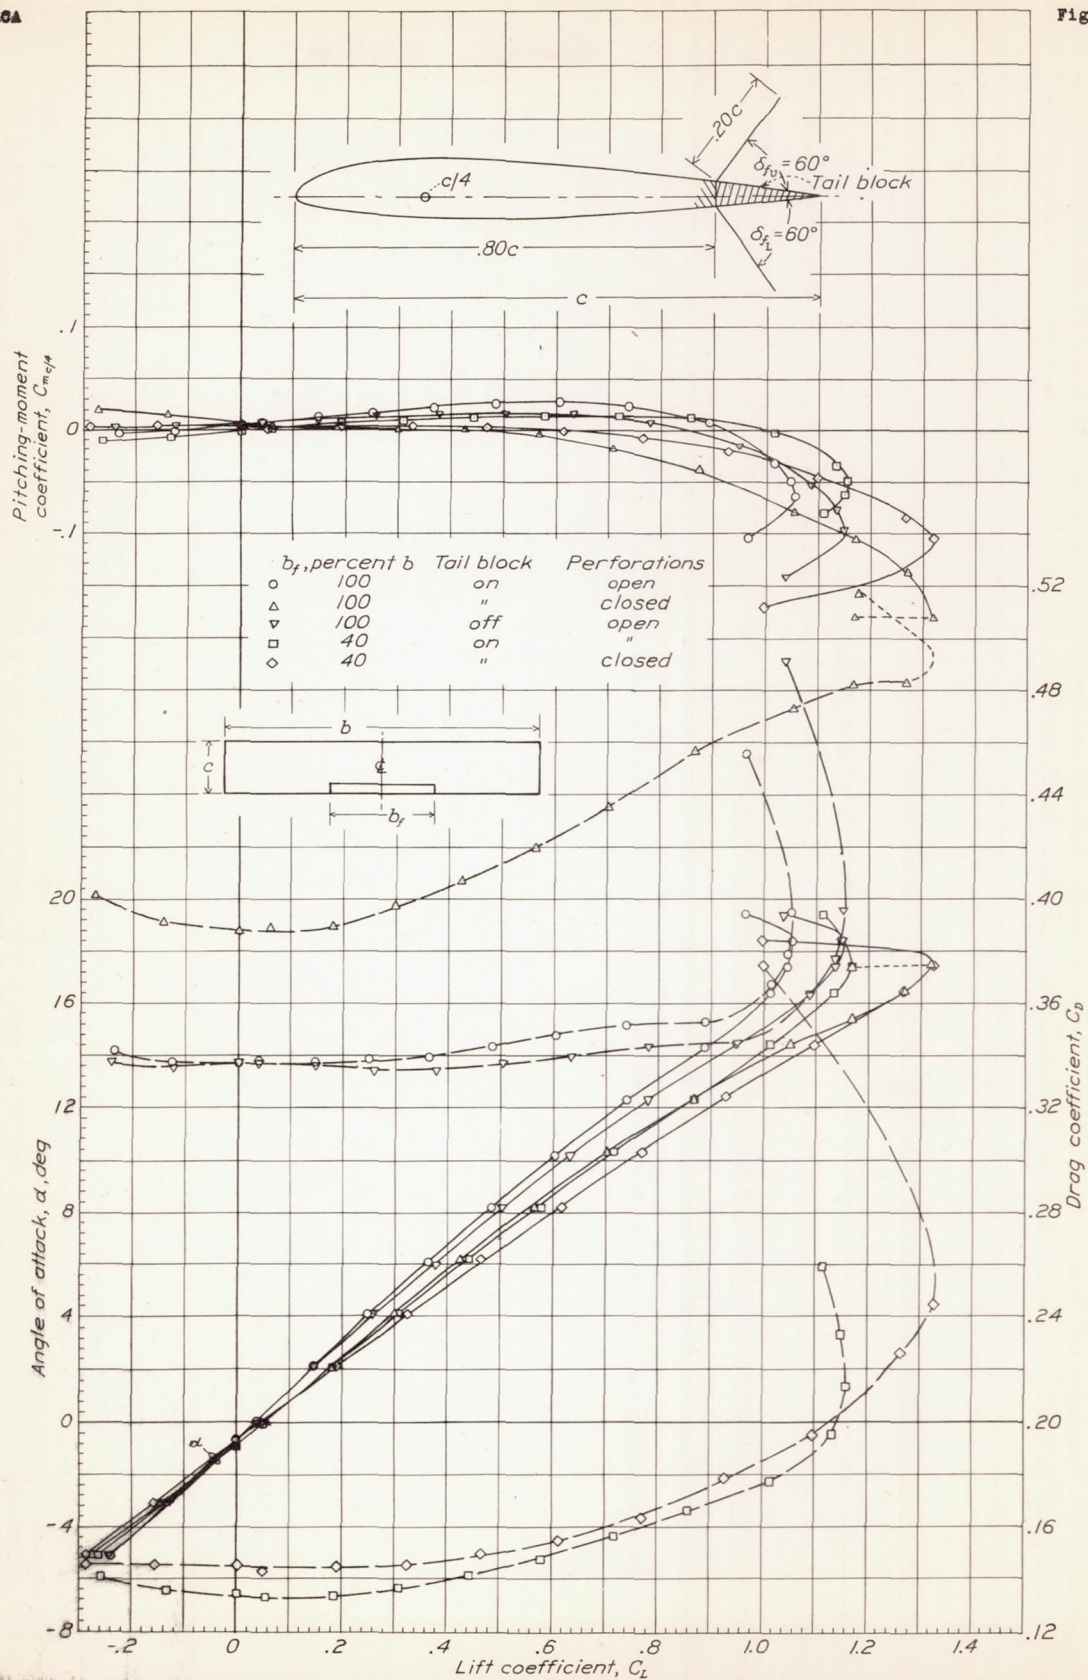 CA
Fig
.20c
δfU=60°
c/4
Tail block
δfL=60°
.80c
c
.1
0
-.1
Pitching-moment
coefficient, Cmc/4
bf, percent b Tail block Perforations
100 on open
100 " closed
100 off open
40 on "
40 " closed
.52
.48
.44
.40
.36
.32
.28
.24
.20
.16
.12
Drag coefficient, CD
b
c
℄
bf
20
16
12
8
4
0
-4
-8
Angle of attack, α, deg
α
-.2 0 .2 .4 .6 .8 1.0 1.2 1.4
Lift coefficient, CL